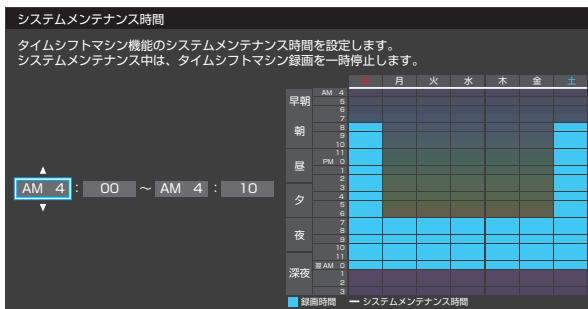 システムメンテナンス時間
タイムシフトマシン機能のシステムメンテナンス時間を設定します。
システムメンテナンス中は、タイムシフトマシン録画を一時停止します。
日 月 火 水 木 金 土
早朝
AM 4
5
6
7
朝
8
9
10
11
昼
PM 0
1
2
3
夕
4
5
6
夜
7
8
9
10
11
深夜
翌AM 0
1
2
3
AM 4 : 00 ～ AM 4 : 10
録画時間 システムメンテナンス時間